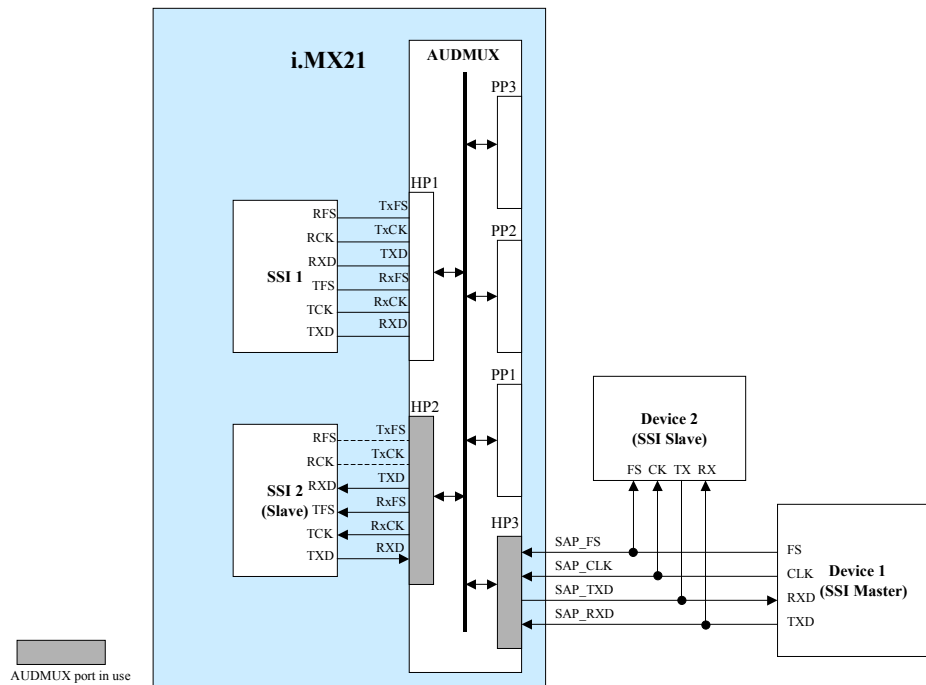 i.MX21
AUDMUX
PP3
HP1
TxFS
RFS
TxCK
RCK
TXD
RXD
SSI 1
RxFS
TFS
RxCK
TCK
RXD
TXD
PP2
PP1
HP2
TxFS
RFS
TxCK
RCK
TXD
RXD
SSI 2
(Slave)
RxFS
TFS
RxCK
TCK
RXD
TXD
HP3
Device 2
(SSI Slave)
FS CK TX RX
SAP_FS
SAP_CLK
SAP_TXD
SAP_RXD
FS
CLK
RXD
TXD
Device 1
(SSI Master)
AUDMUX port in use